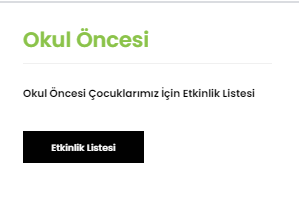 Okul Öncesi
Okul Öncesi Çocuklarımız İçin Etkinlik Listesi
Etkinlik Listesi